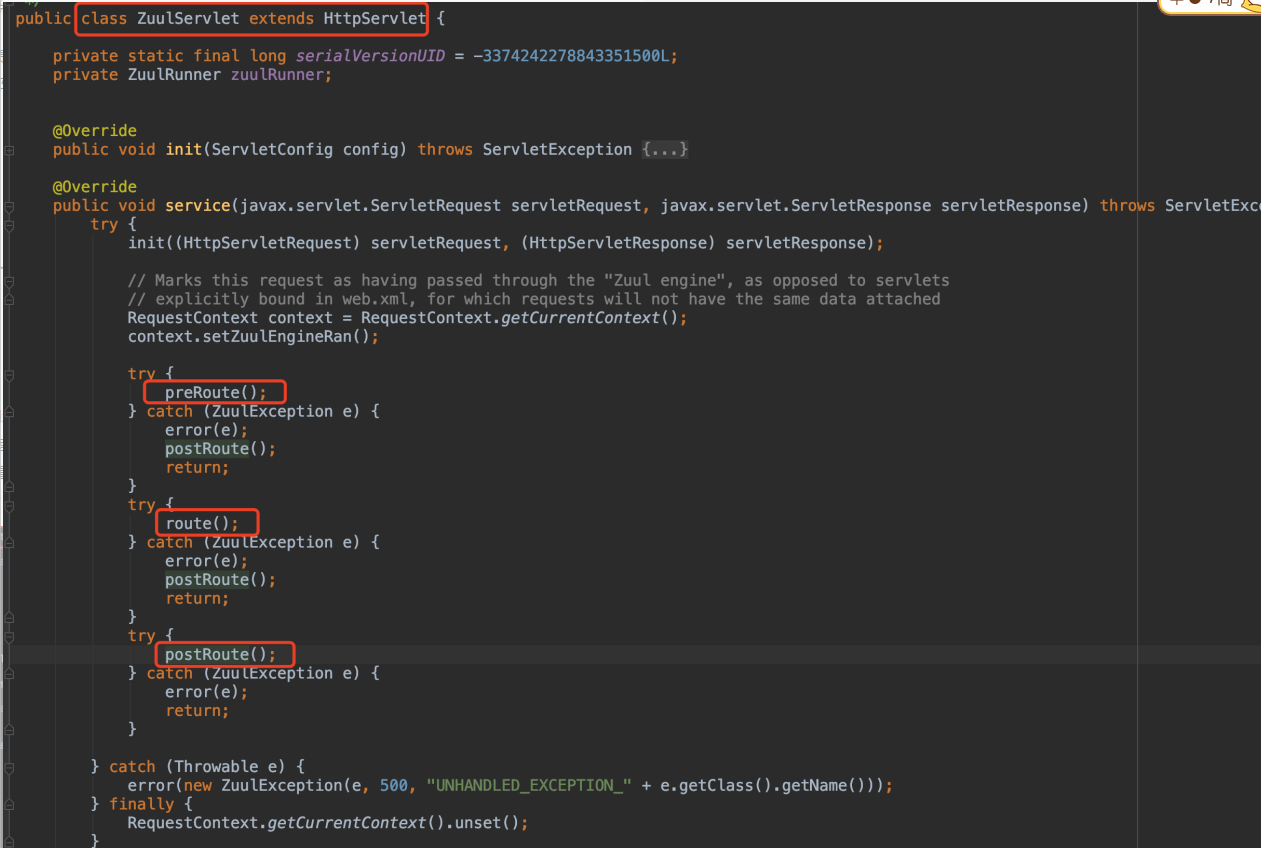 public class ZuulServlet extends HttpServlet {
private static final long serialVersionUID = -3374242278843351500L;
private ZuulRunner zuulRunner;
@Override
public void init(ServletConfig config) throws ServletException {...}
@Override
public void service(javax.servlet.ServletRequest servletRequest, javax.servlet.ServletResponse servletResponse) throws ServletExc
try {
init((HttpServletRequest) servletRequest, (HttpServletResponse) servletResponse);
// Marks this request as having passed through the "Zuul engine", as opposed to servlets
// explicitly bound in web.xml, for which requests will not have the same data attached
RequestContext context = RequestContext.getCurrentContext();
context.setZuulEngineRan();
try {
preRoute();
} catch (ZuulException e) {
error(e);
postRoute();
return;
}
try {
route();
} catch (ZuulException e) {
error(e);
postRoute();
return;
}
try {
postRoute();
} catch (ZuulException e) {
error(e);
return;
}
} catch (Throwable e) {
error(new ZuulException(e, 500, "UNHANDLED_EXCEPTION_" + e.getClass().getName()));
} finally {
RequestContext.getCurrentContext().unset();
}